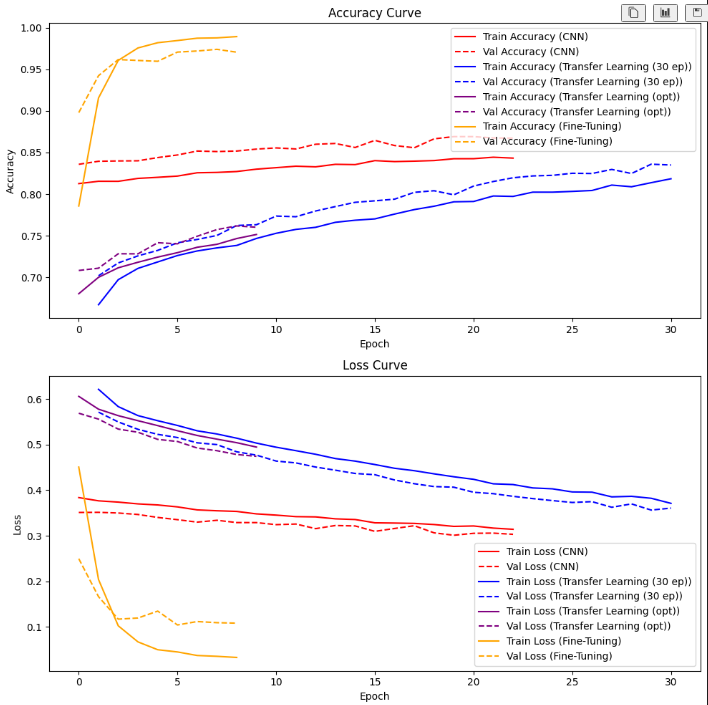 Accuracy Curve
1.00
0.95
0.90
0.85
0.80
0.75
0.70
Accuracy
0 5 10 15 20 25 30
Epoch
Train Accuracy (CNN)
Val Accuracy (CNN)
Train Accuracy (Transfer Learning (30 ep))
Val Accuracy (Transfer Learning (30 ep))
Train Accuracy (Transfer Learning (opt))
Val Accuracy (Transfer Learning (opt))
Train Accuracy (Fine-Tuning)
Val Accuracy (Fine-Tuning)
Loss Curve
0.6
0.5
0.4
0.3
0.2
0.1
Loss
0 5 10 15 20 25 30
Epoch
Train Loss (CNN)
Val Loss (CNN)
Train Loss (Transfer Learning (30 ep))
Val Loss (Transfer Learning (30 ep))
Train Loss (Transfer Learning (opt))
Val Loss (Transfer Learning (opt))
Train Loss (Fine-Tuning)
Val Loss (Fine-Tuning)